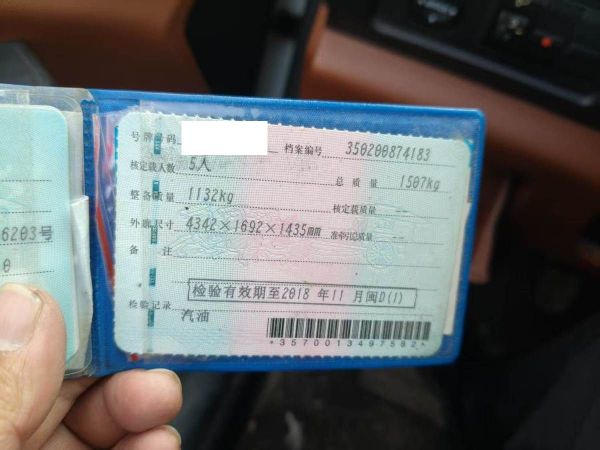 号牌号码
档案编号 350200874183
核定载人数 5人
总质量 1507kg
整备质量 1132kg
核定载质量 --
外廓尺寸 4342×1692×1435mm 准牵引总质量 --
备注
检验有效期至2018 年11 月闽D(1)
检验记录
汽油
*3570013497582*
6203号
0